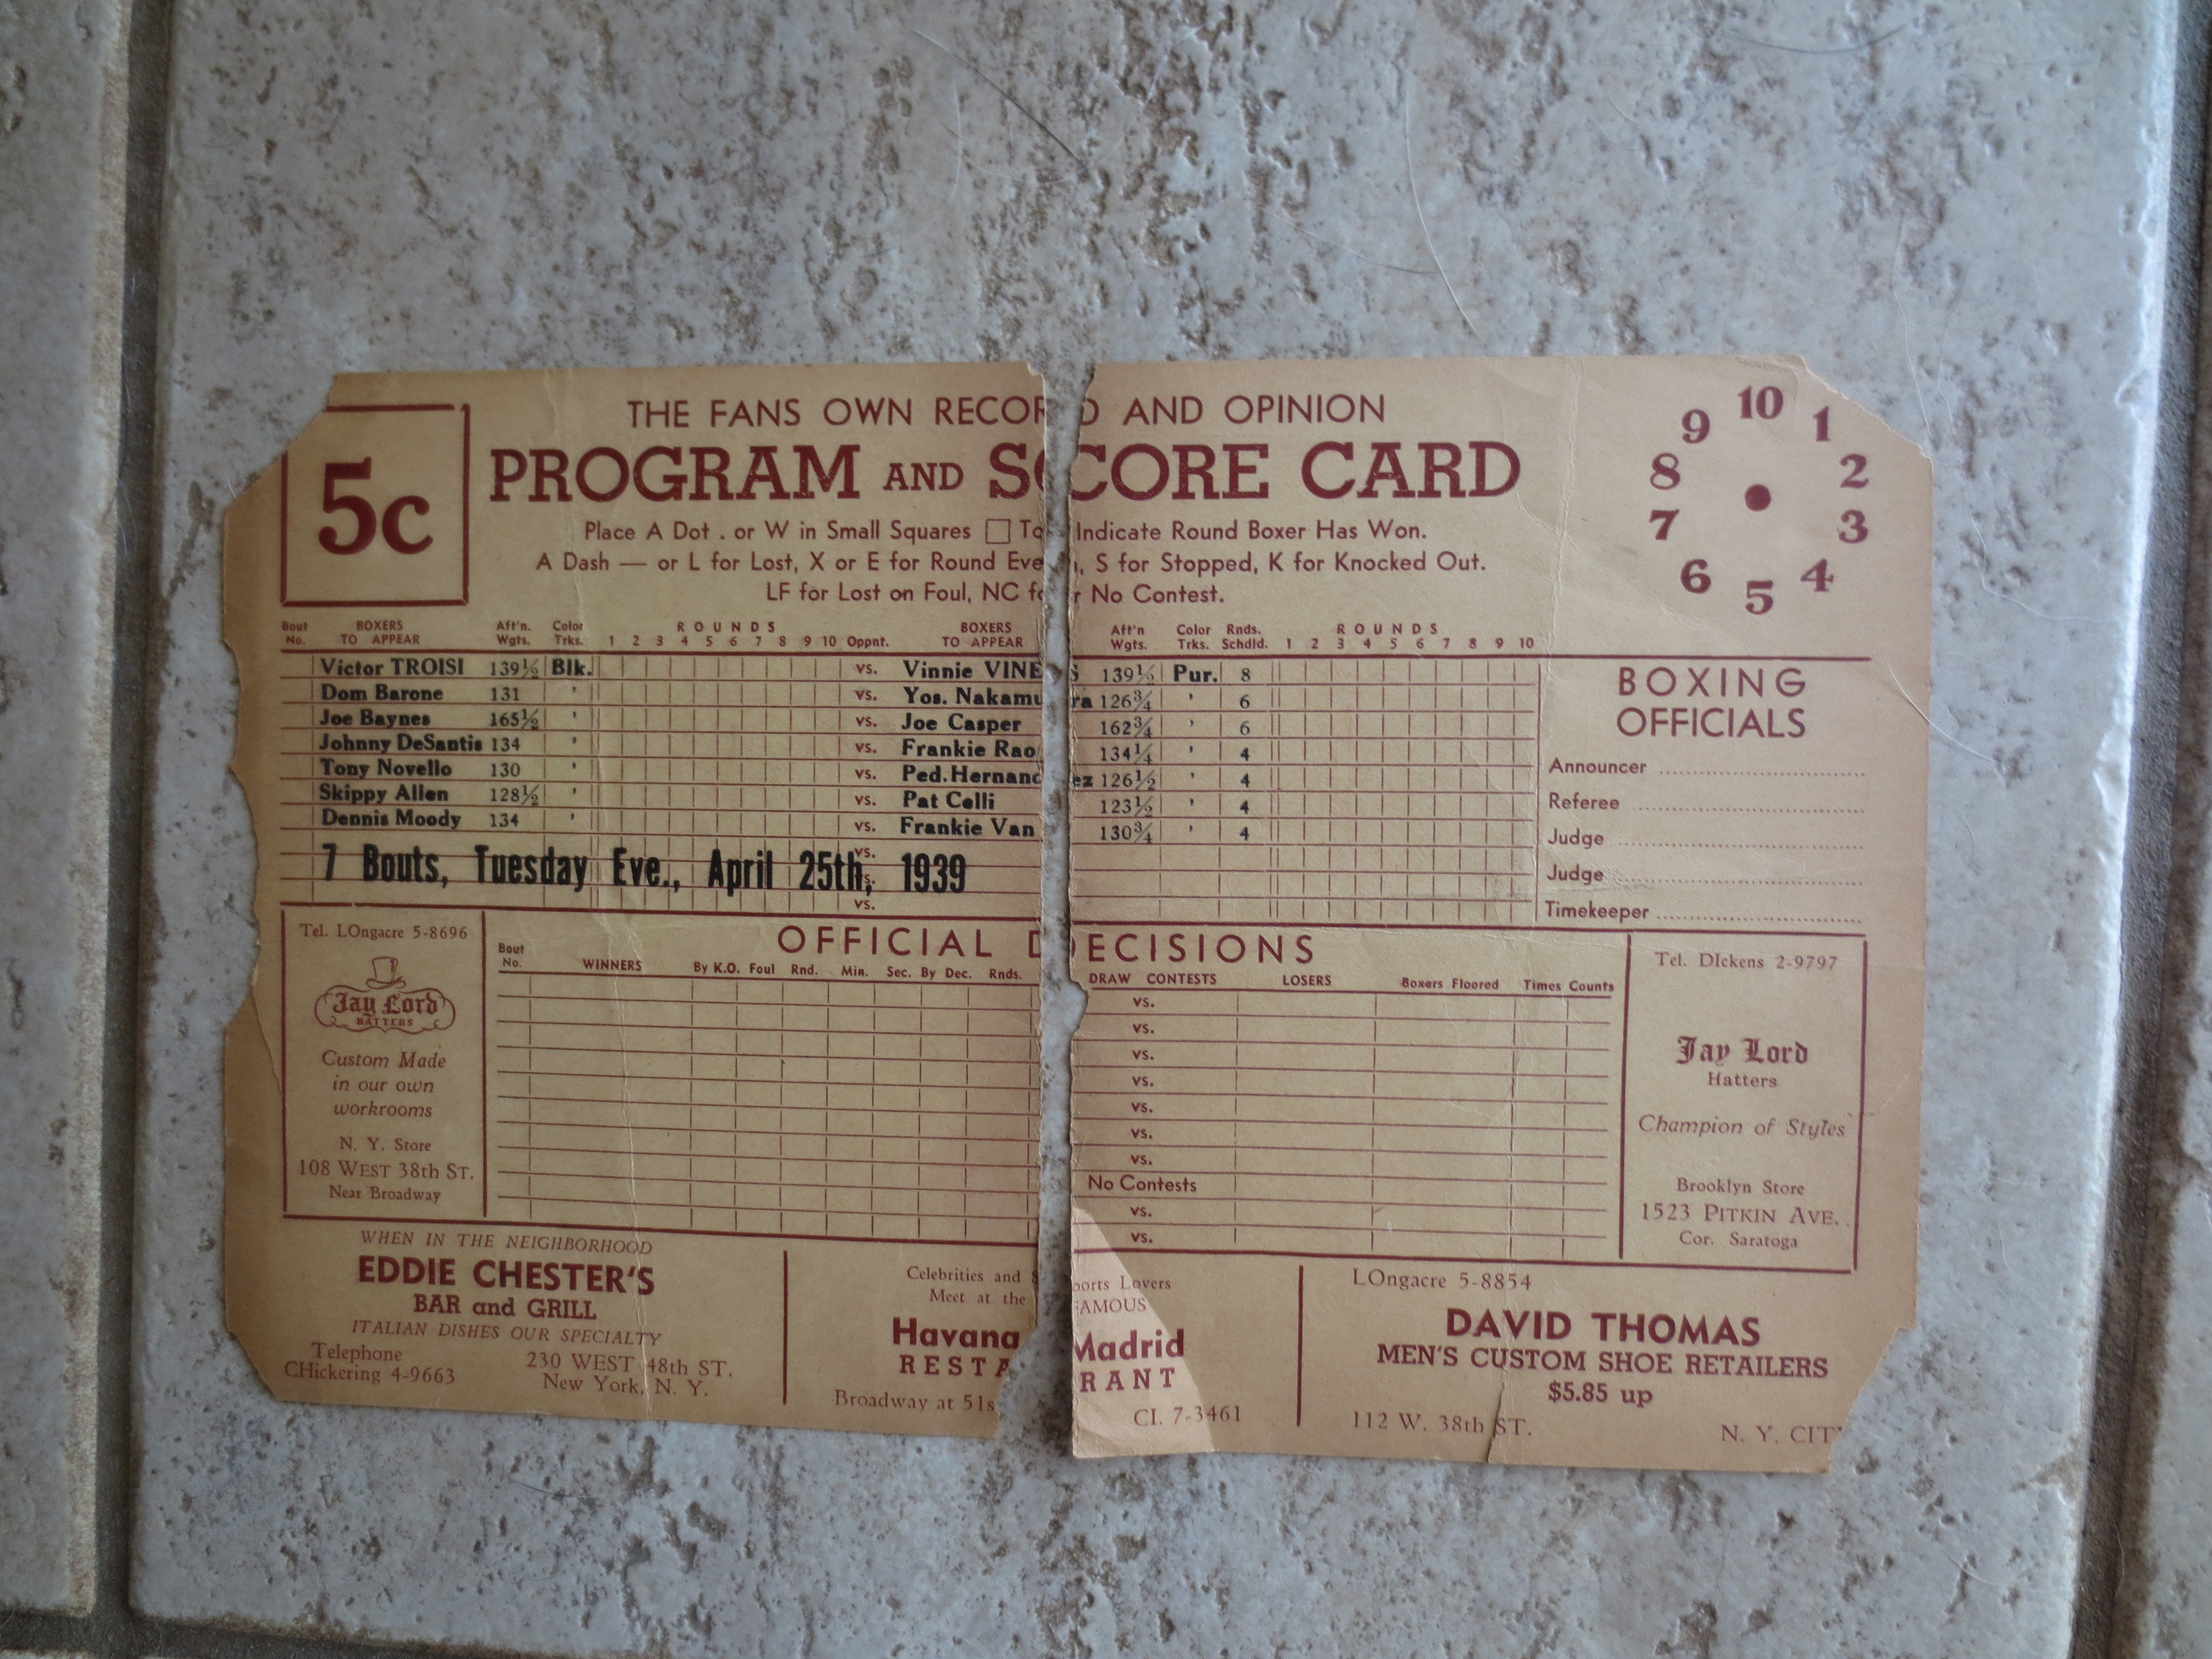 5c
THE FANS OWN RECORD AND OPINION
PROGRAM AND SCORE CARD
Place A Dot . or W in Small Squares □ To Indicate Round Boxer Has Won.
A Dash — or L for Lost, X or E for Round Even, S for Stopped, K for Knocked Out.
LF for Lost on Foul, NC for No Contest.
10 1 2 3 4 5 6 7 8 9
Bout No. BOXERS TO APPEAR Aft'n. Wgts. Color Trks. ROUNDS 1 2 3 4 5 6 7 8 9 10 Oppnt. BOXERS TO APPEAR Aft'n Wgts. Color Trks. Rnds. Schdld. ROUNDS 1 2 3 4 5 6 7 8 9 10
Victor TROISI 139½ Blk. vs. Vinnie VINES 139½ Pur. 8
Dom Barone 131 ' vs. Yos. Nakamura 126¾ ' 6
Joe Baynes 165½ ' vs. Joe Casper 162¾ ' 6
Johnny DeSantis 134 ' vs. Frankie Rao 134¼ ' 4
Tony Novello 130 ' vs. Ped.Hernandez 126½ ' 4
Skippy Allen 128½ ' vs. Pat Celli 123½ ' 4
Dennis Moody 134 ' vs. Frankie Van 130¾ ' 4
vs.
7 Bouts, Tuesday Eve., April 25th, 1939
vs.
vs.
BOXING
OFFICIALS
Announcer
Referee
Judge
Judge
Timekeeper
Tel. LOngacre 5-8696
Jay Lord
HATTERS
Custom Made
in our own
workrooms
N. Y. Store
108 WEST 38th ST.
Near Broadway
OFFICIAL DECISIONS
Bout No. WINNERS By K.O. Foul Rnd. Min. Sec. By Dec. Rnds. DRAW CONTESTS LOSERS Boxers Floored Times Counts
vs.
vs.
vs.
vs.
vs.
vs.
vs.
No Contests
vs.
vs.
Tel. DIckens 2-9797
Jay Lord
Hatters
Champion of Styles
Brooklyn Store
1523 PITKIN AVE.
Cor. Saratoga
WHEN IN THE NEIGHBORHOOD
EDDIE CHESTER'S
BAR and GRILL
ITALIAN DISHES OUR SPECIALTY
Telephone
CHickering 4-9663
230 WEST 48th ST.
New York, N. Y.
Celebrities and Sports Lovers
Meet at the FAMOUS
Havana Madrid
RESTA RANT
Broadway at 51s CI. 7-3461
LOngacre 5-8854
DAVID THOMAS
MEN'S CUSTOM SHOE RETAILERS
$5.85 up
112 W. 38th ST. N. Y. CITY